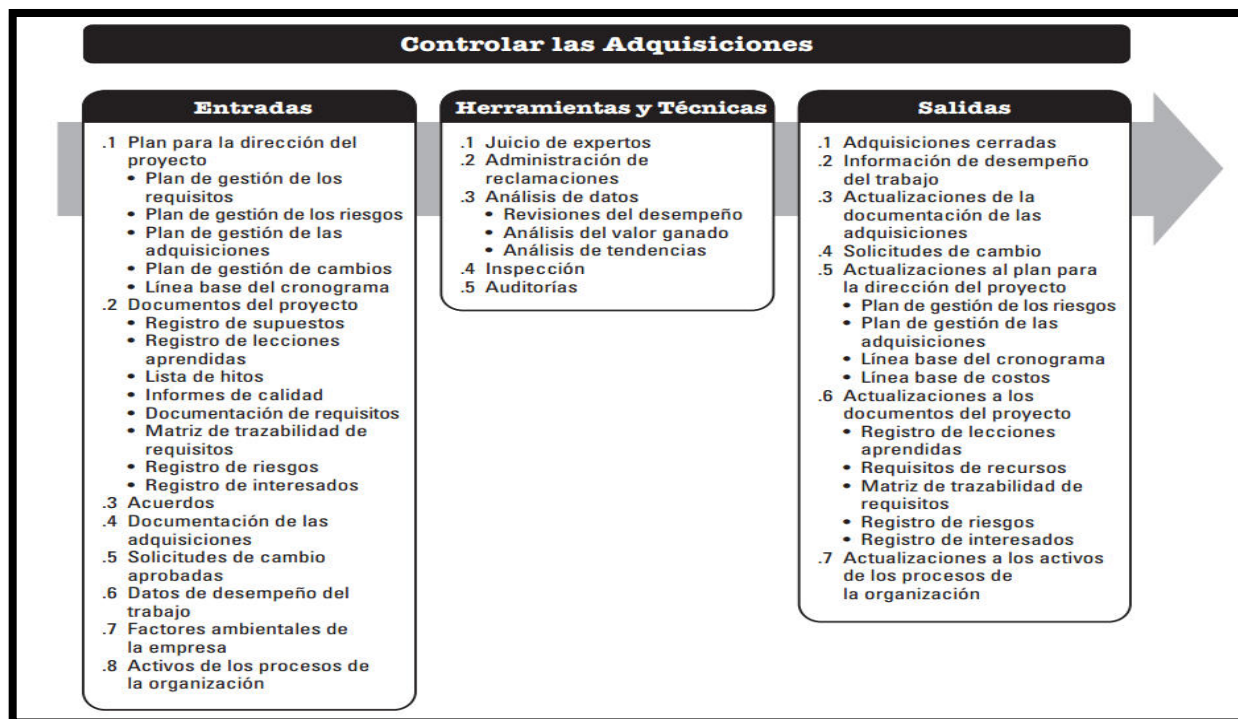 Controlar las Adquisiciones
Entradas
.1 Plan para la dirección del
proyecto
• Plan de gestión de los
requisitos
• Plan de gestión de los riesgos
• Plan de gestión de las
adquisiciones
• Plan de gestión de cambios
• Línea base del cronograma
.2 Documentos del proyecto
• Registro de supuestos
• Registro de lecciones
aprendidas
• Lista de hitos
• Informes de calidad
• Documentación de requisitos
• Matriz de trazabilidad de
requisitos
• Registro de riesgos
• Registro de interesados
.3 Acuerdos
.4 Documentación de las
adquisiciones
.5 Solicitudes de cambio
aprobadas
.6 Datos de desempeño del
trabajo
.7 Factores ambientales de
la empresa
.8 Activos de los procesos de
la organización
Herramientas y Técnicas
.1 Juicio de expertos
.2 Administración de
reclamaciones
.3 Análisis de datos
• Revisiones del desempeño
• Análisis del valor ganado
• Análisis de tendencias
.4 Inspección
.5 Auditorías
Salidas
.1 Adquisiciones cerradas
.2 Información de desempeño
del trabajo
.3 Actualizaciones de la
documentación de las
adquisiciones
.4 Solicitudes de cambio
.5 Actualizaciones al plan para
la dirección del proyecto
• Plan de gestión de los riesgos
• Plan de gestión de las
adquisiciones
• Línea base del cronograma
• Línea base de costos
.6 Actualizaciones a los
documentos del proyecto
• Registro de lecciones
aprendidas
• Requisitos de recursos
• Matriz de trazabilidad de
requisitos
• Registro de riesgos
• Registro de interesados
.7 Actualizaciones a los activos
de los procesos de
la organización